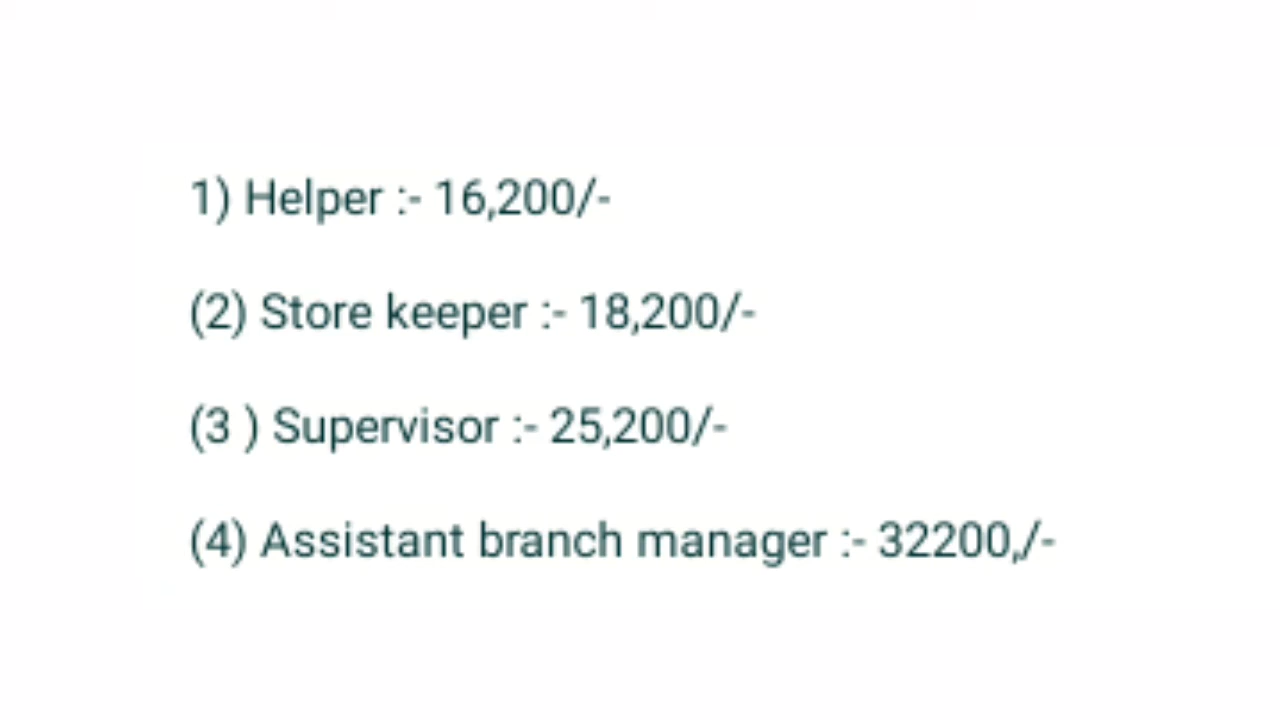 1) Helper :- 16,200/-
(2) Store keeper :- 18,200/-
(3 ) Supervisor :- 25,200/-
(4) Assistant branch manager :- 32200,/-